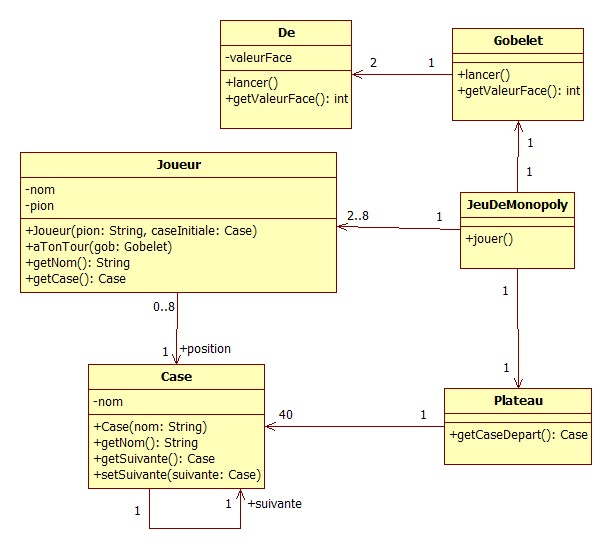 De
-valeurFace
+lancer()
+getValeurFace(): int
2
1
Gobelet
+lancer()
+getValeurFace(): int
1
1
Joueur
-nom
-pion
+Joueur(pion: String, caseInitiale: Case)
+aTonTour(gob: Gobelet)
+getNom(): String
+getCase(): Case
2..8
1
JeuDeMonopoly
+jouer()
0..8
1
+position
1
1
Case
-nom
+Case(nom: String)
+getNom(): String
+getSuivante(): Case
+setSuivante(suivante: Case)
40
1
Plateau
+getCaseDepart(): Case
1
1
+suivante